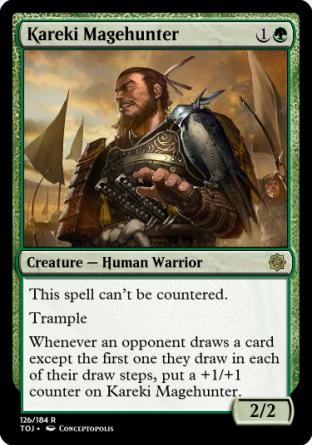 Kareki Magehunter 1
Creature — Human Warrior
This spell can't be countered.
Trample
Whenever an opponent draws a card
except the first one they draw in each
of their draw steps, put a +1/+1
counter on Kareki Magehunter.
2/2
126/184 R
TOJ • Conceptopolis